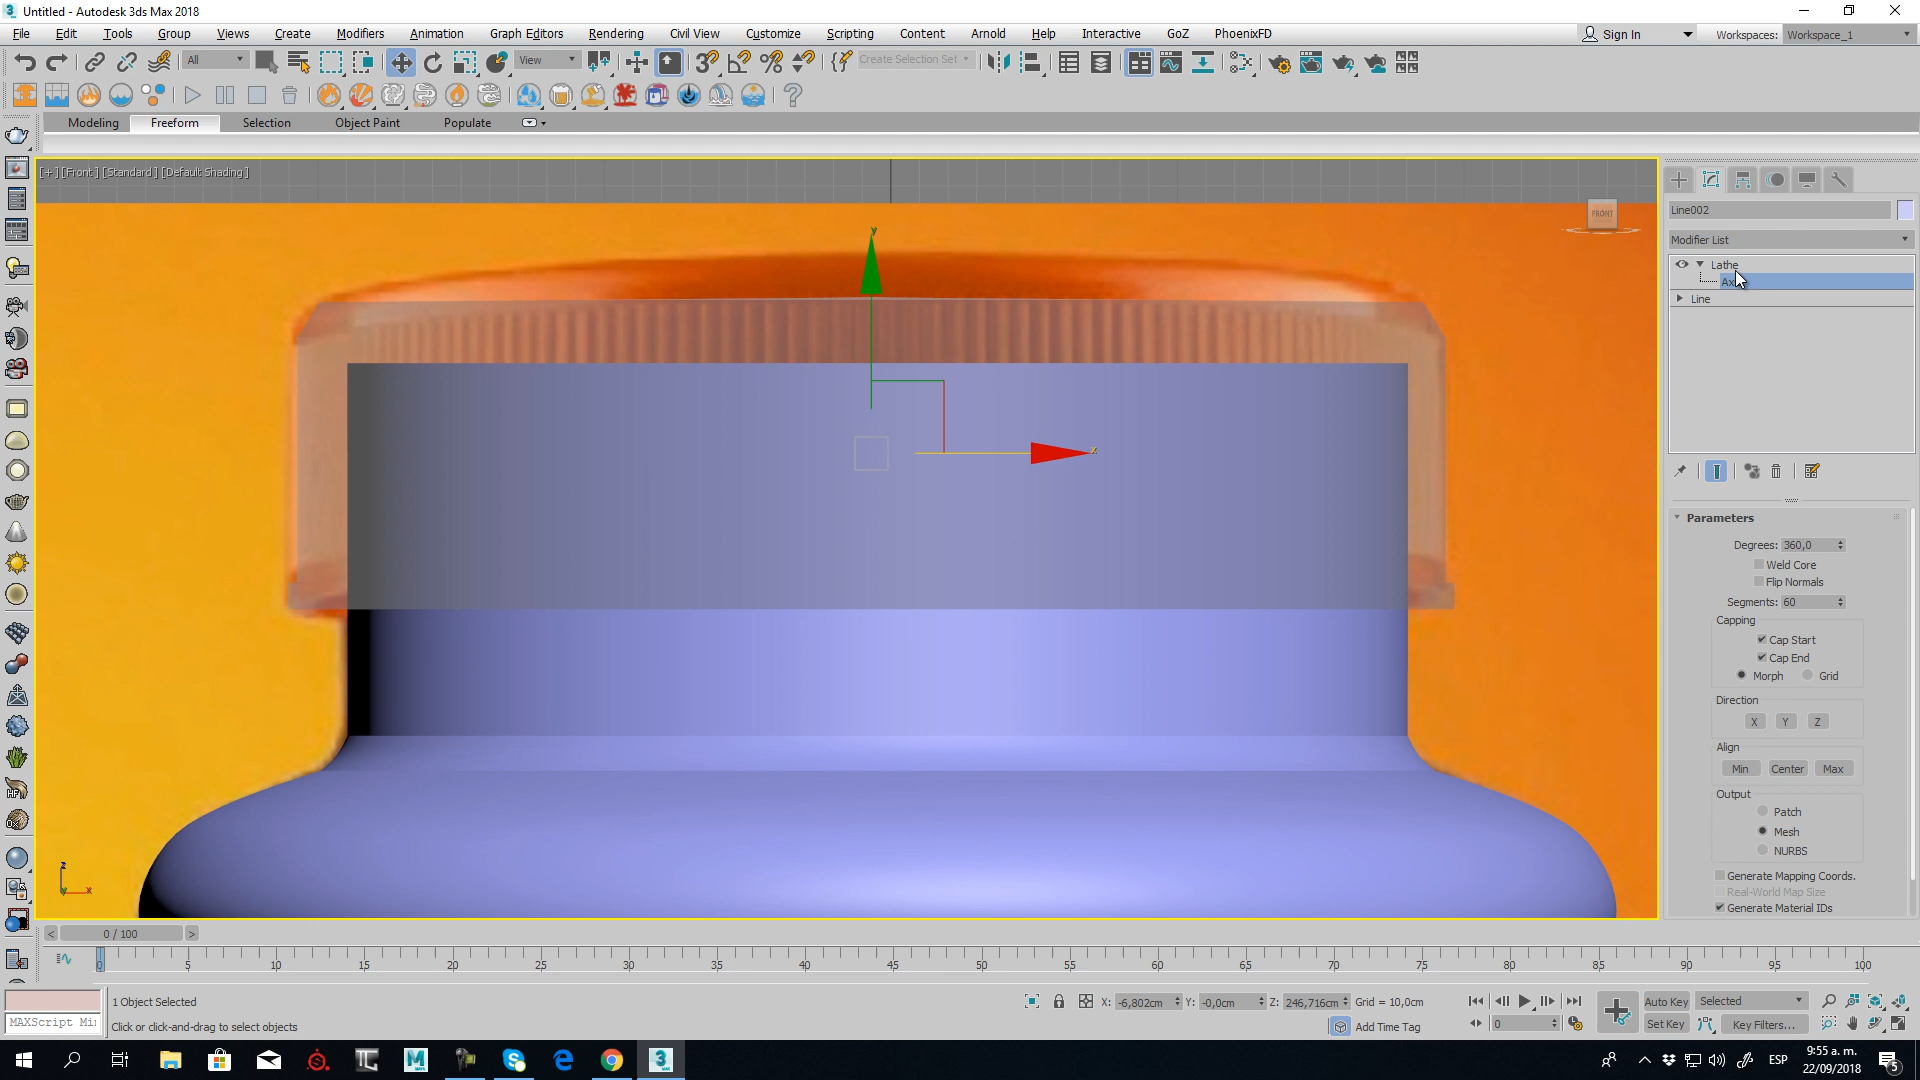 Untitled - Autodesk 3ds Max 2018
File Edit Tools Group Views Create Modifiers Animation Graph Editors Rendering Civil View Customize Scripting Content Arnold Help Interactive GoZ PhoenixFD
Sign In Workspaces: Workspace_1
All View Create Selection Set
Modeling Freeform Selection Object Paint Populate
[+] [Front] [Standard] [Default Shading]
FRONT
y
x
z
x
y
Line002
Modifier List
Lathe
Line
Parameters
Degrees: 360,0
Weld Core
Flip Normals
Segments: 60
Capping
Cap Start
Cap End
Morph Grid
Direction
X Y Z
Align
Min Center Max
Output
Patch
Mesh
NURBS
Generate Mapping Coords.
Real-World Map Size
Generate Material IDs
< 0 / 100 >
0 5 10 15 20 25 30 35 40 45 50 55 60 65 70 75 80 85 90 95 100
1 Object Selected
X: -6,802cm Y: -0,0cm Z: 246,716cm Grid = 10,0cm
Auto Key Selected
MAXScript Mi
Click or click-and-drag to select objects
Add Time Tag
0
Set Key Key Filters...
ESP
9:55 a. m.
22/09/2018
5